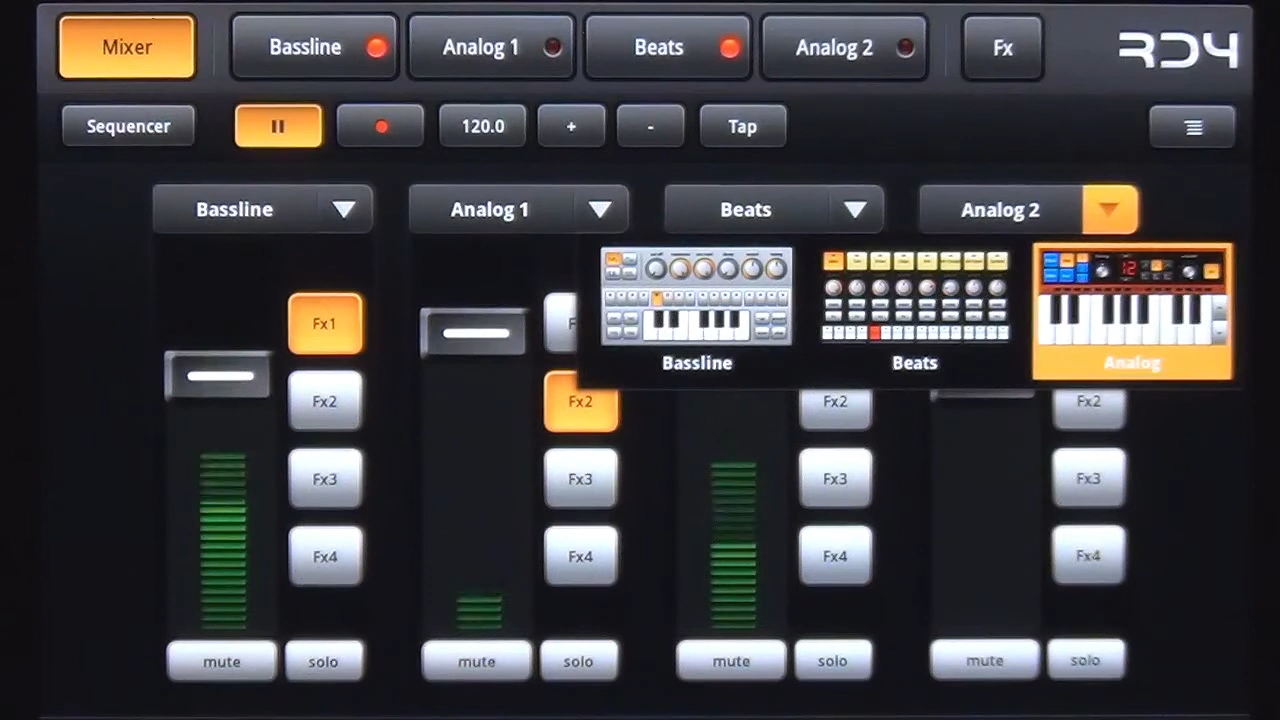 Mixer Bassline Analog 1 Beats Analog 2 Fx RD4
Sequencer 120.0 + - Tap
Bassline Analog 1 Beats Analog 2
12
Bassline Beats Analog
Fx1
Fx2 Fx2 Fx2 Fx2
Fx3 Fx3 Fx3 Fx3
Fx4 Fx4 Fx4 Fx4
mute solo mute solo mute solo mute solo